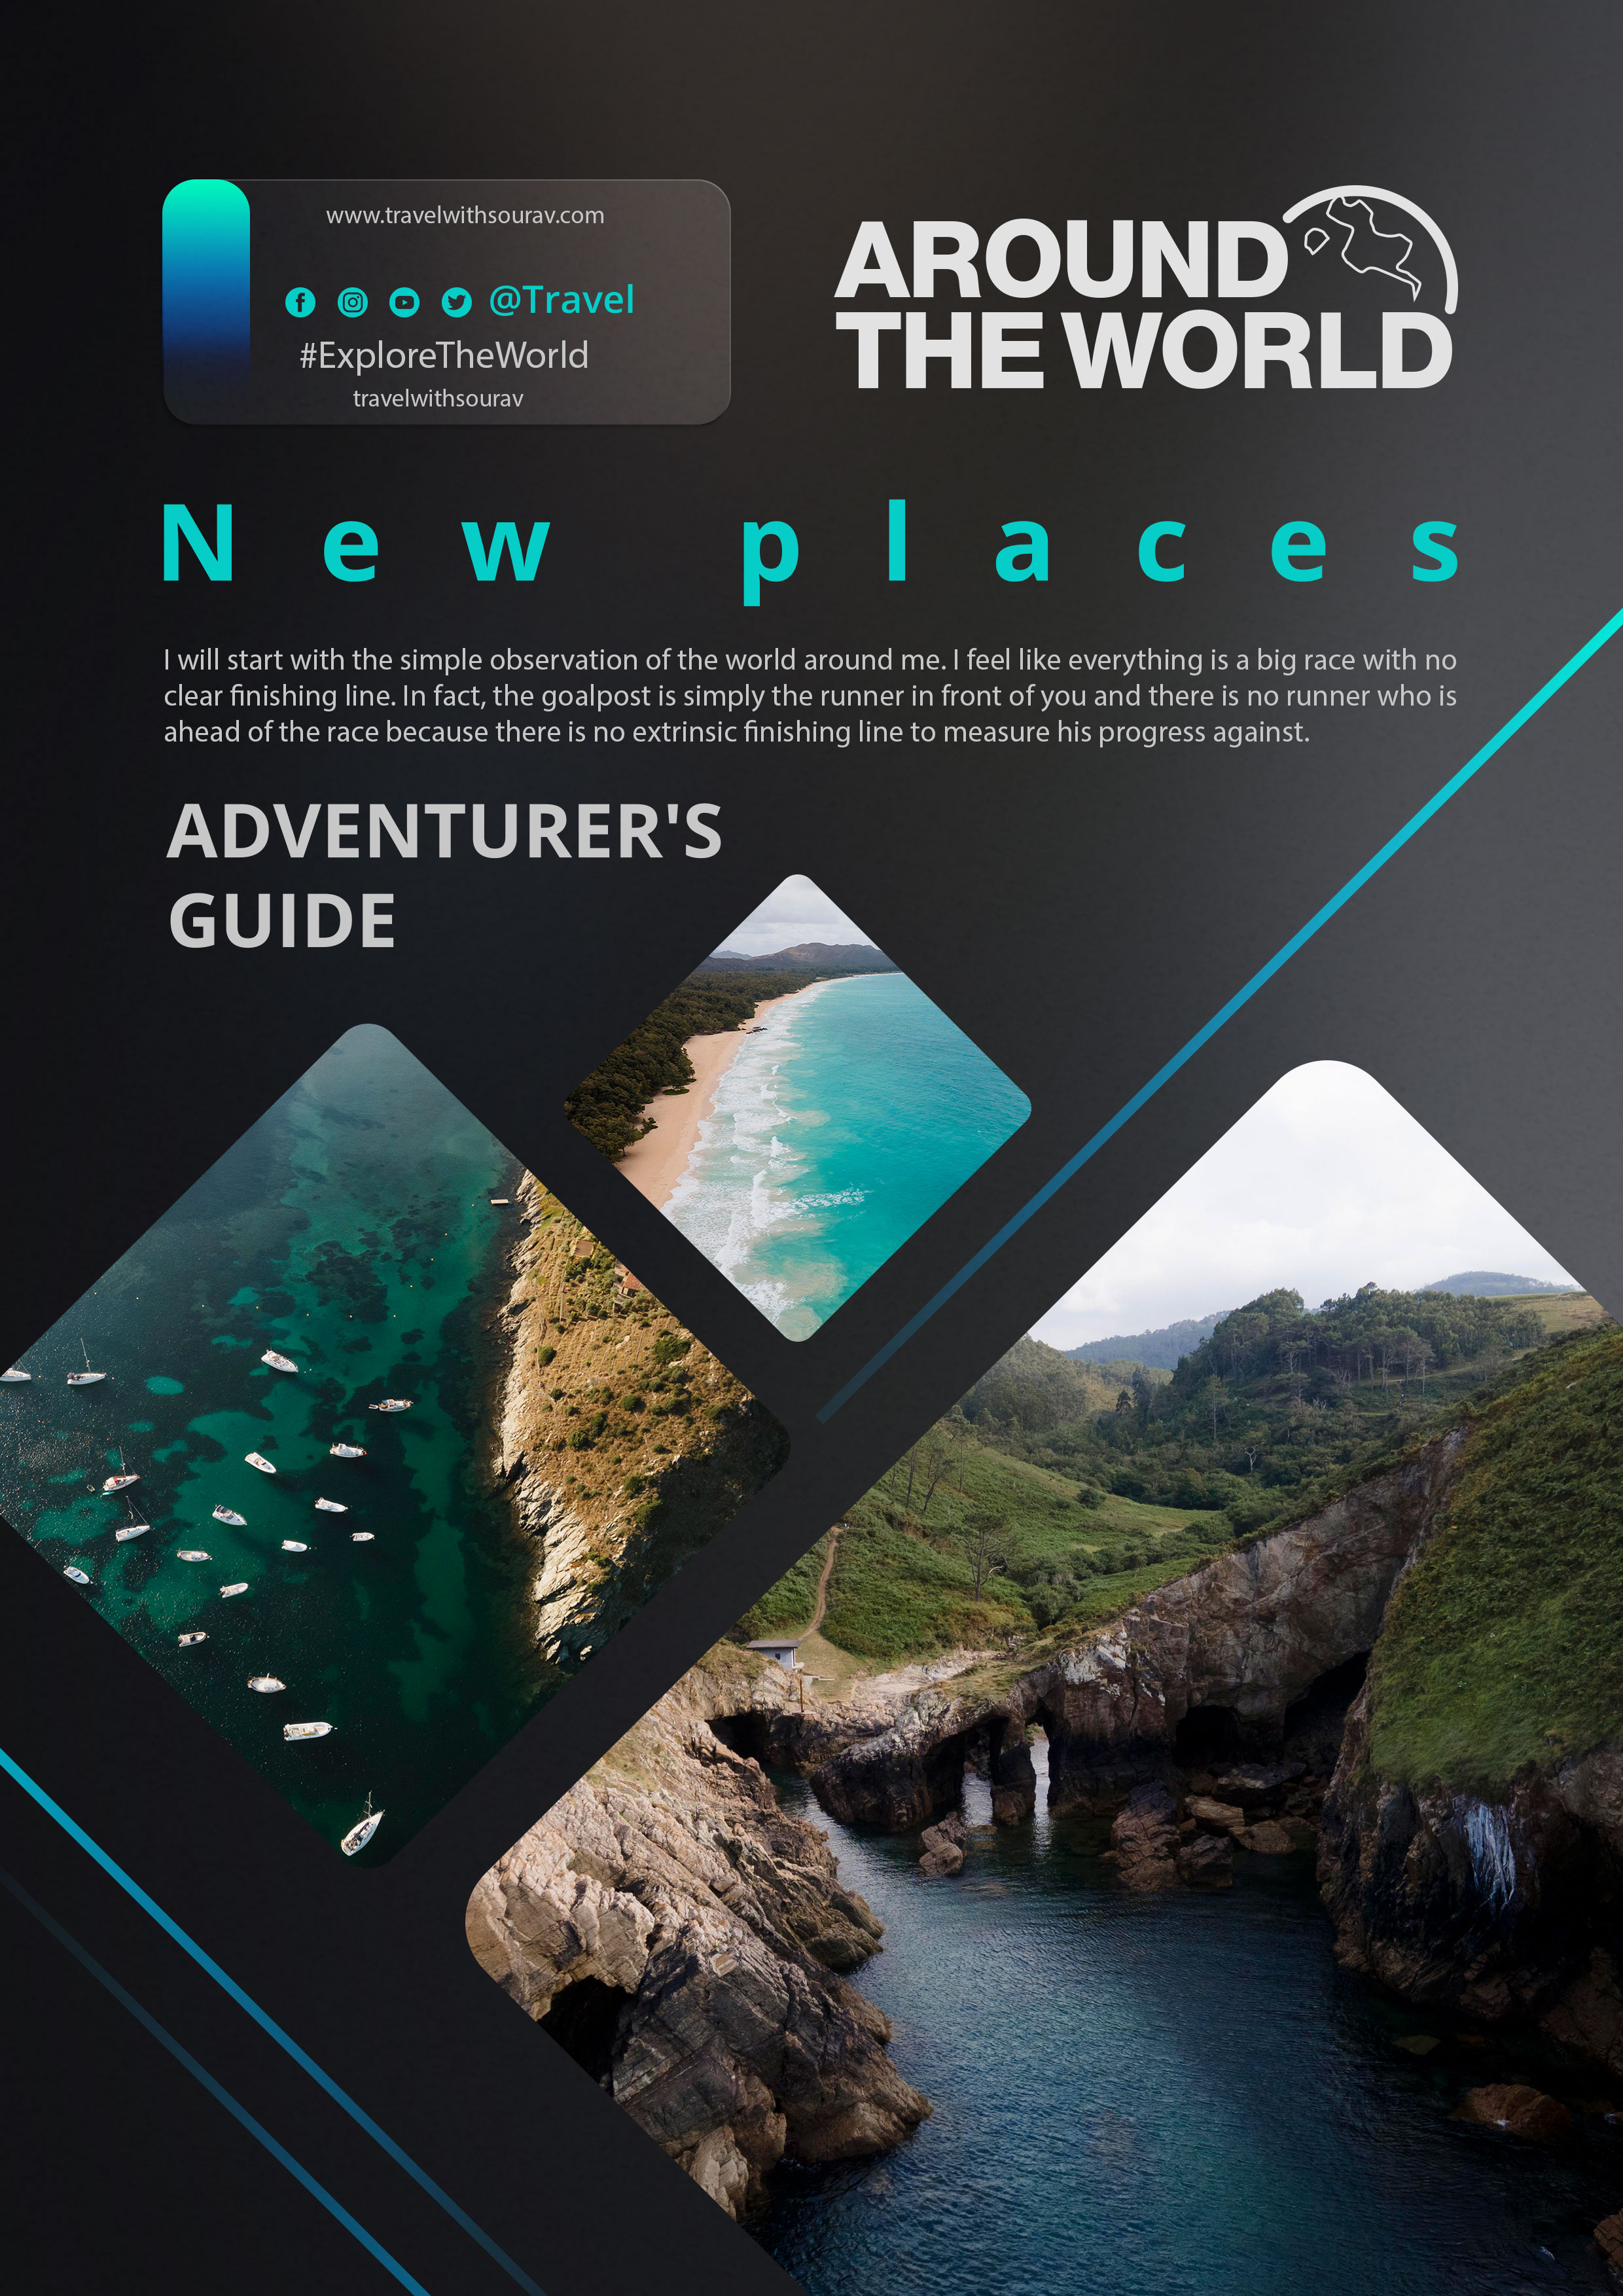 www.travelwithsourav.com
@Travel
#ExploreTheWorld
travelwithsourav
AROUND
THE WORLD
New places
I will start with the simple observation of the world around me. I feel like everything is a big race with no
clear finishing line. In fact, the goalpost is simply the runner in front of you and there is no runner who is
ahead of the race because there is no extrinsic finishing line to measure his progress against.
ADVENTURER'S
GUIDE